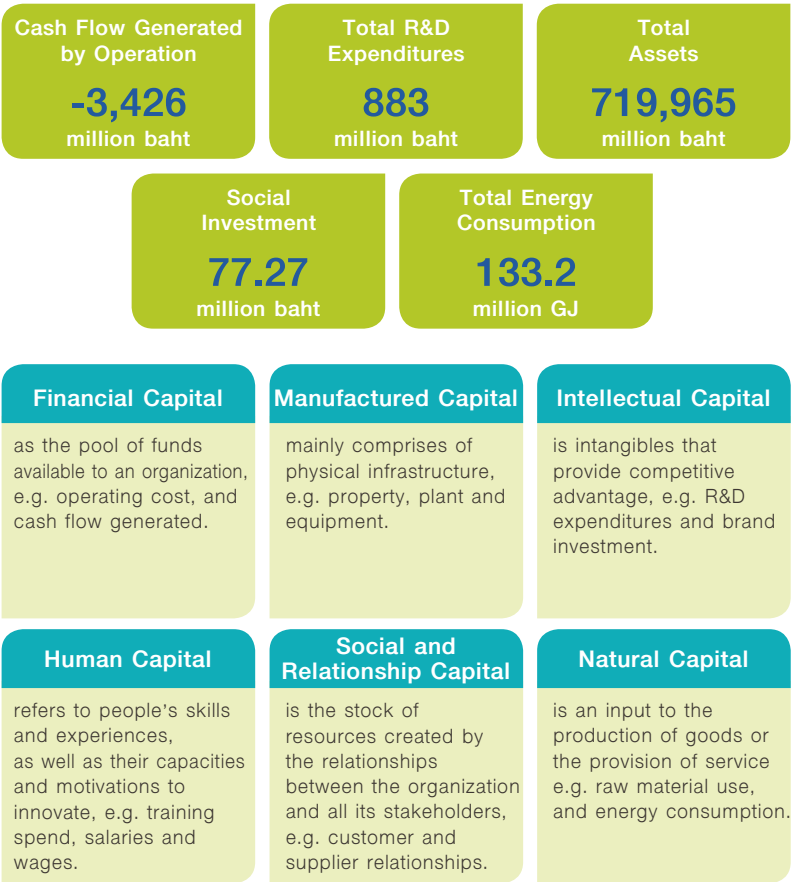 Cash Flow Generated
by Operation
-3,426
million baht
Total R&D
Expenditures
883
million baht
Total
Assets
719,965
million baht
Social
Investment
77.27
million baht
Total Energy
Consumption
133.2
million GJ
Financial Capital
as the pool of funds
available to an organization,
e.g. operating cost, and
cash flow generated.
Manufactured Capital
mainly comprises of
physical infrastructure,
e.g. property, plant and
equipment.
Intellectual Capital
is intangibles that
provide competitive
advantage, e.g. R&D
expenditures and brand
investment.
Human Capital
refers to people's skills
and experiences,
as well as their capacities
and motivations to
innovate, e.g. training
spend, salaries and
wages.
Social and
Relationship Capital
is the stock of
resources created by
the relationships
between the organization
and all its stakeholders,
e.g. customer and
supplier relationships.
Natural Capital
is an input to the
production of goods or
the provision of service
e.g. raw material use,
and energy consumption.